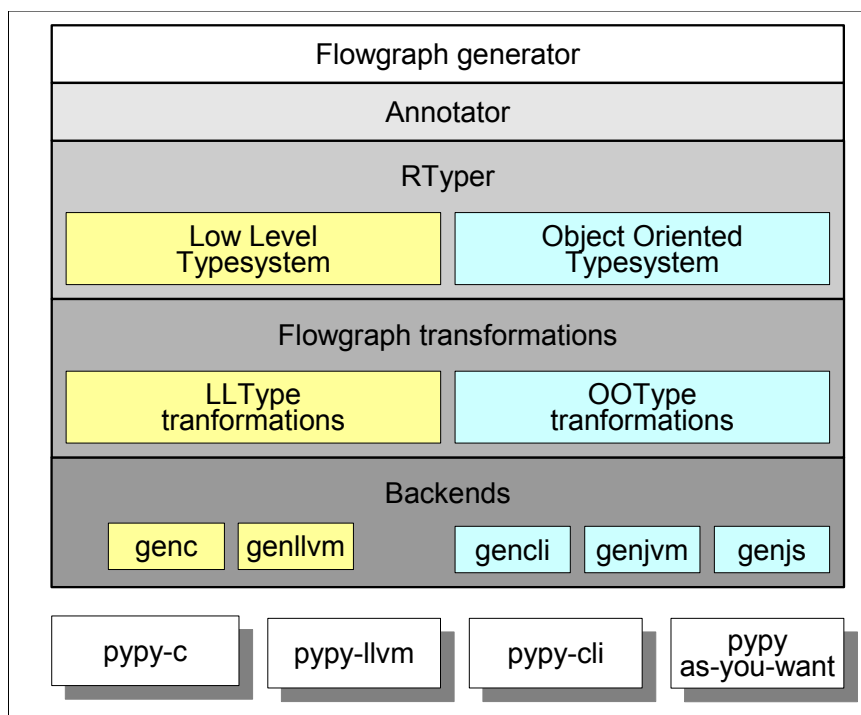 Flowgraph generator
Annotator
RTyper
Low Level
Typesystem
Object Oriented
Typesystem
Flowgraph transformations
LLType
tranformations
OOType
tranformations
Backends
genc
genllvm
gencli
genjvm
genjs
pypy-c
pypy-llvm
pypy-cli
pypy
as-you-want